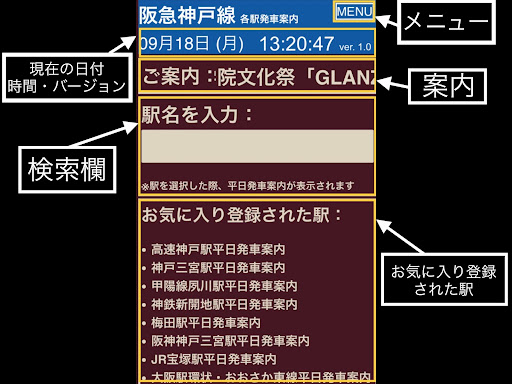 阪急神戸線 各駅発車案内
MENU
メニュー
現在の日付
時間・バージョン
09月18日 (月) 13:20:47 ver. 1.0
ご案内：院文化祭「GLAN
案内
駅名を入力：
検索欄
※駅を選択した際、平日発車案内が表示されます
お気に入り登録された駅：
お気に入り登録
された駅
• 高速神戸駅平日発車案内
• 神戸三宮駅平日発車案内
• 甲陽線夙川駅平日発車案内
• 神鉄新開地駅平日発車案内
• 梅田駅平日発車案内
• 阪神神戸三宮駅平日発車案内
• JR宝塚駅平日発車案内
• 大阪駅環状・おおさか東線平日発車案内